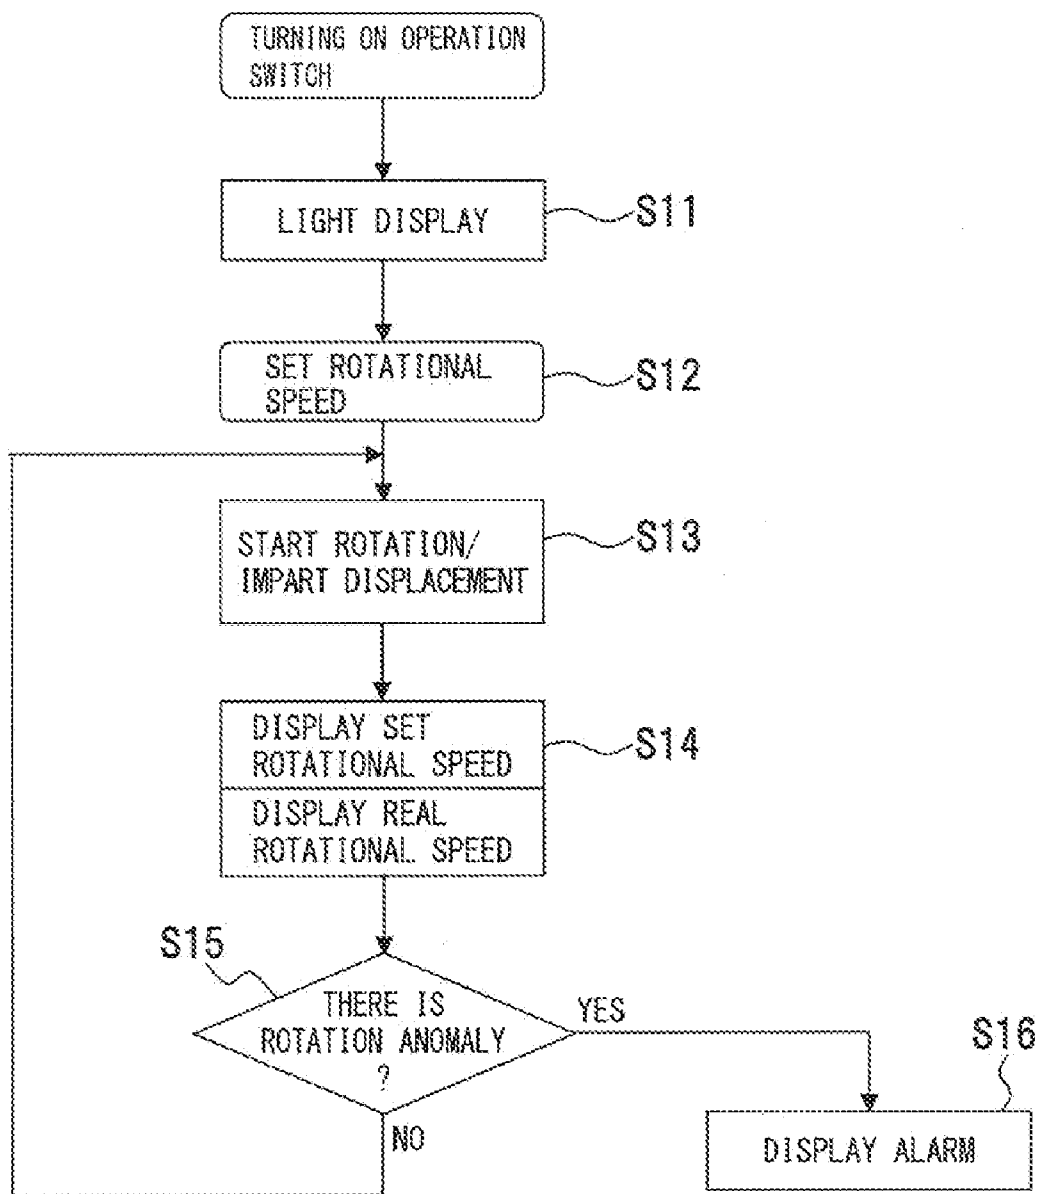 TURNING ON OPERATION
SWITCH
LIGHT DISPLAY
S11
SET ROTATIONAL
SPEED
S12
START ROTATION/
IMPART DISPLACEMENT
S13
DISPLAY SET
ROTATIONAL SPEED
S14
DISPLAY REAL
ROTATIONAL SPEED
S15
THERE IS
ROTATION ANOMALY
?
YES
NO
S16
DISPLAY ALARM